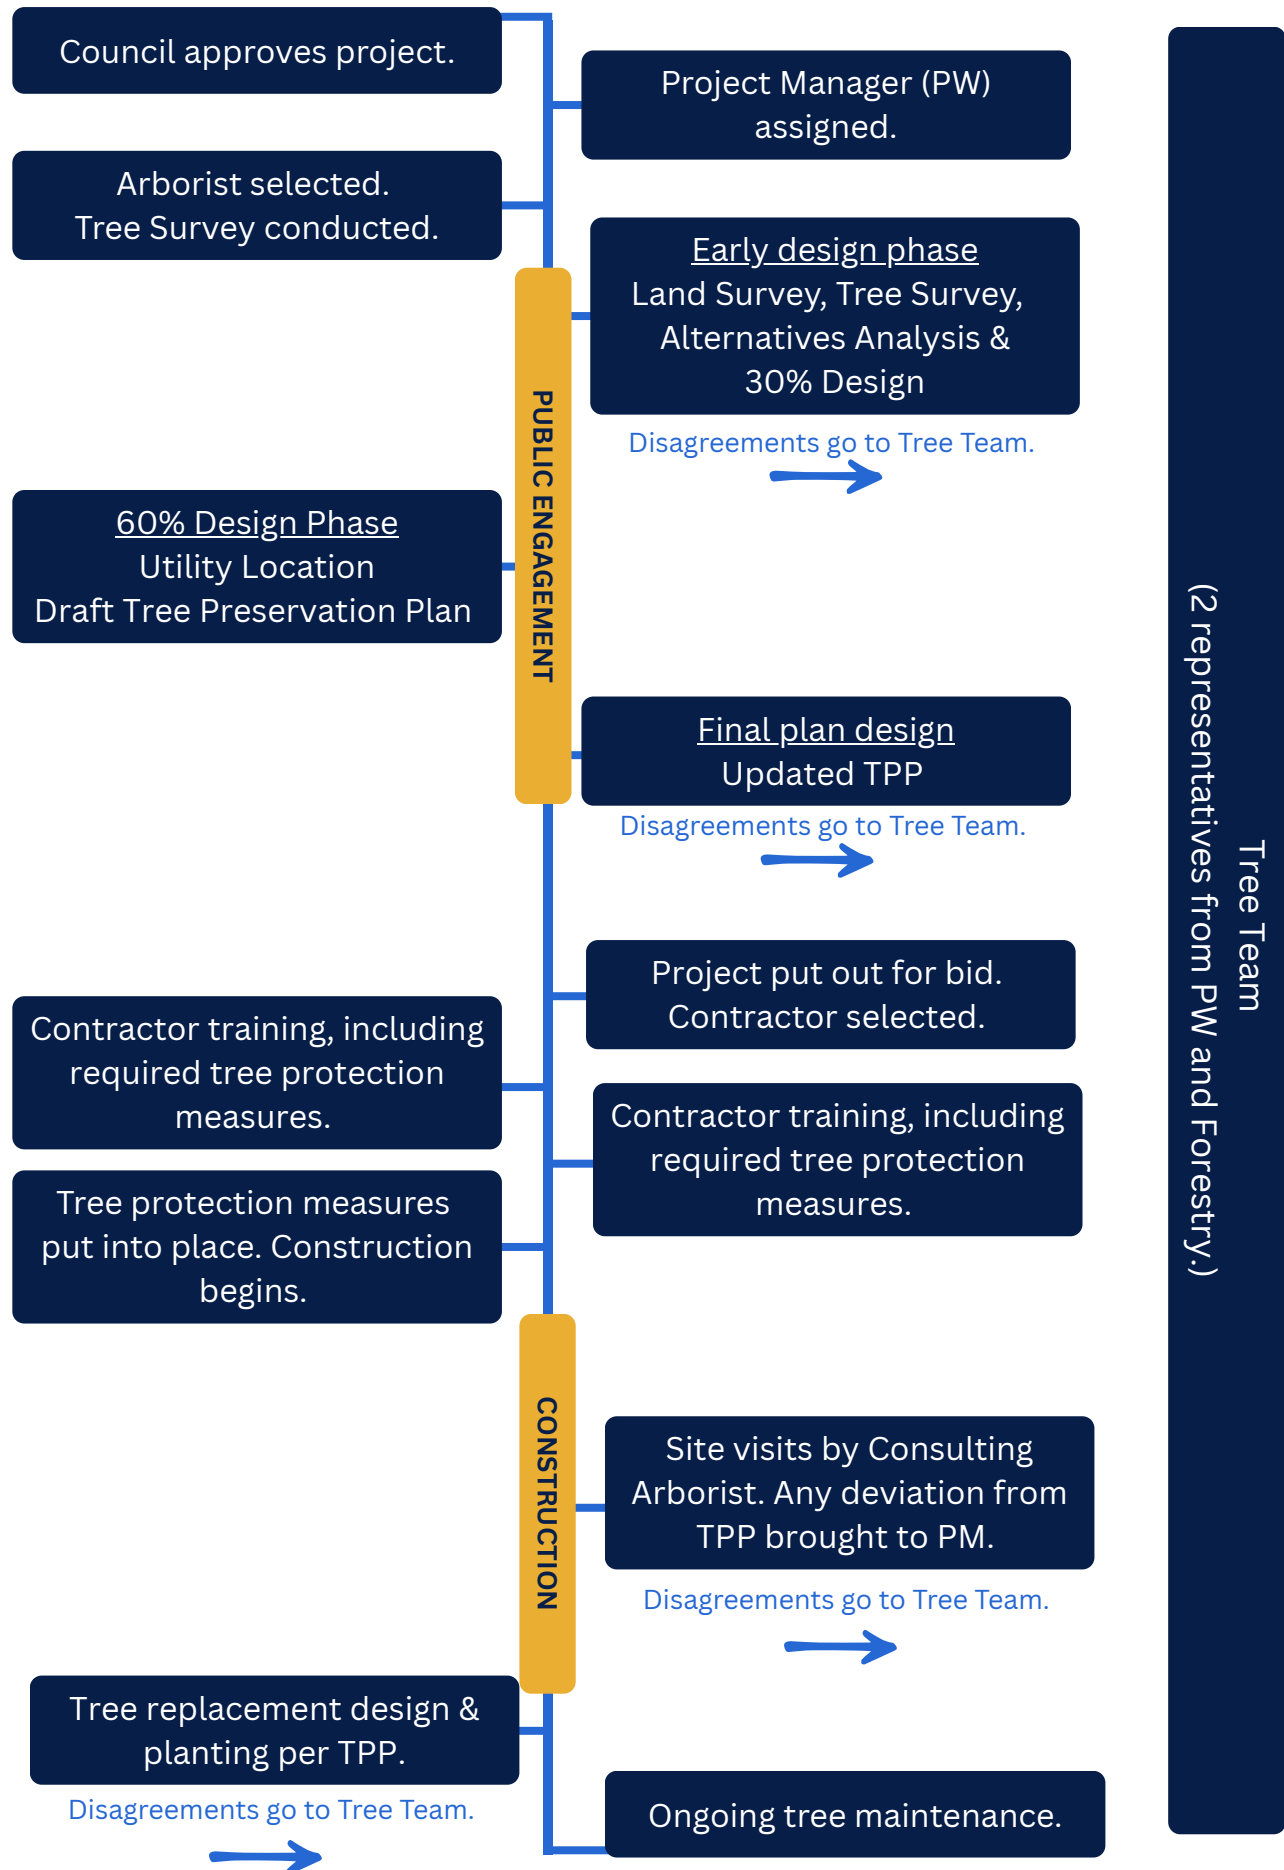 Council approves project.
Project Manager (PW)
assigned.
Arborist selected.
Tree Survey conducted.
Early design phase
Land Survey, Tree Survey,
Alternatives Analysis &
30% Design
Disagreements go to Tree Team.
PUBLIC ENGAGEMENT
60% Design Phase
Utility Location
Draft Tree Preservation Plan
Final plan design
Updated TPP
Disagreements go to Tree Team.
Project put out for bid.
Contractor selected.
Contractor training, including
required tree protection
measures.
Contractor training, including
required tree protection
measures.
Tree protection measures
put into place. Construction
begins.
CONSTRUCTION
Site visits by Consulting
Arborist. Any deviation from
TPP brought to PM.
Disagreements go to Tree Team.
Tree replacement design &
planting per TPP.
Disagreements go to Tree Team.
Ongoing tree maintenance.
Tree Team
(2 representatives from PW and Forestry.)